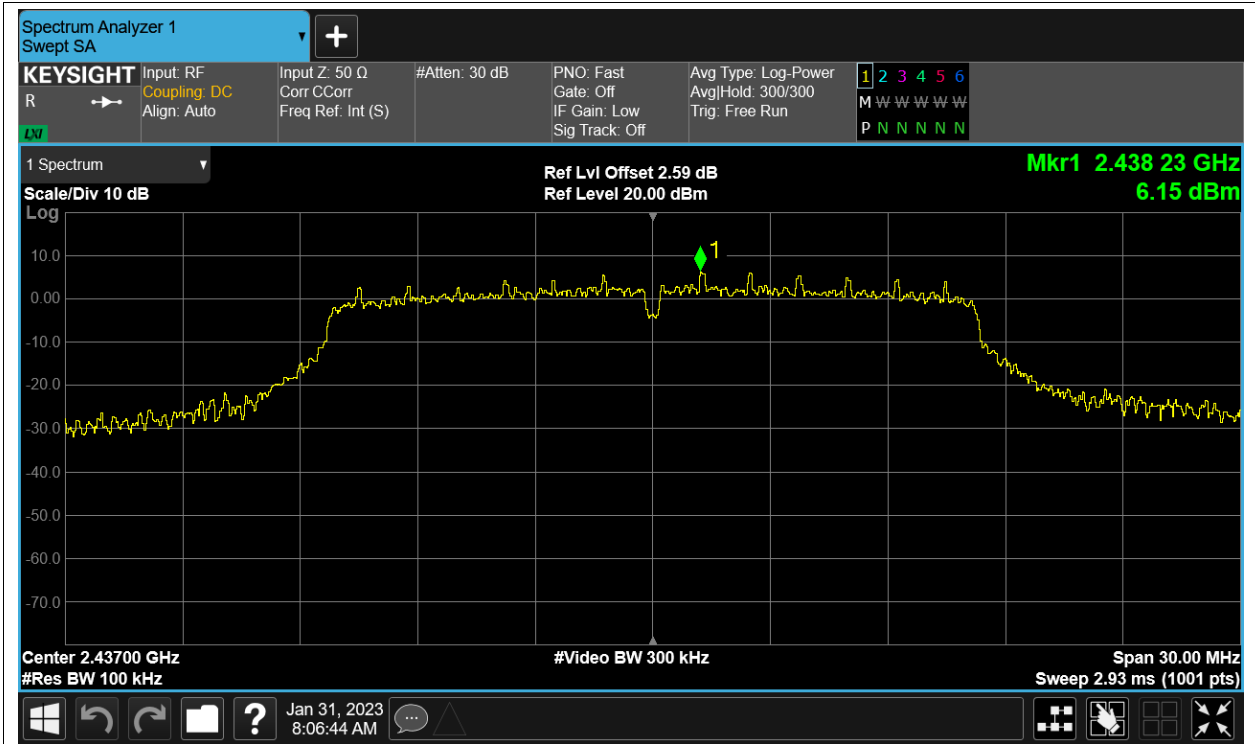 Spectrum Analyzer 1
Swept SA
KEYSIGHT
R
LXI
Input: RF
Coupling: DC
Align: Auto
Input Z: 50 Ω
Corr CCorr
Freq Ref: Int (S)
#Atten: 30 dB
PNO: Fast
Gate: Off
IF Gain: Low
Sig Track: Off
Avg Type: Log-Power
Avg|Hold: 300/300
Trig: Free Run
1 2 3 4 5 6
M W W W W W
P N N N N N
1 Spectrum
Scale/Div 10 dB
Log
Ref Lvl Offset 2.59 dB
Ref Level 20.00 dBm
Mkr1 2.438 23 GHz
6.15 dBm
1
10.0
0.00
-10.0
-20.0
-30.0
-40.0
-50.0
-60.0
-70.0
Center 2.43700 GHz
#Res BW 100 kHz
#Video BW 300 kHz
Span 30.00 MHz
Sweep 2.93 ms (1001 pts)
?
Jan 31, 2023
8:06:44 AM